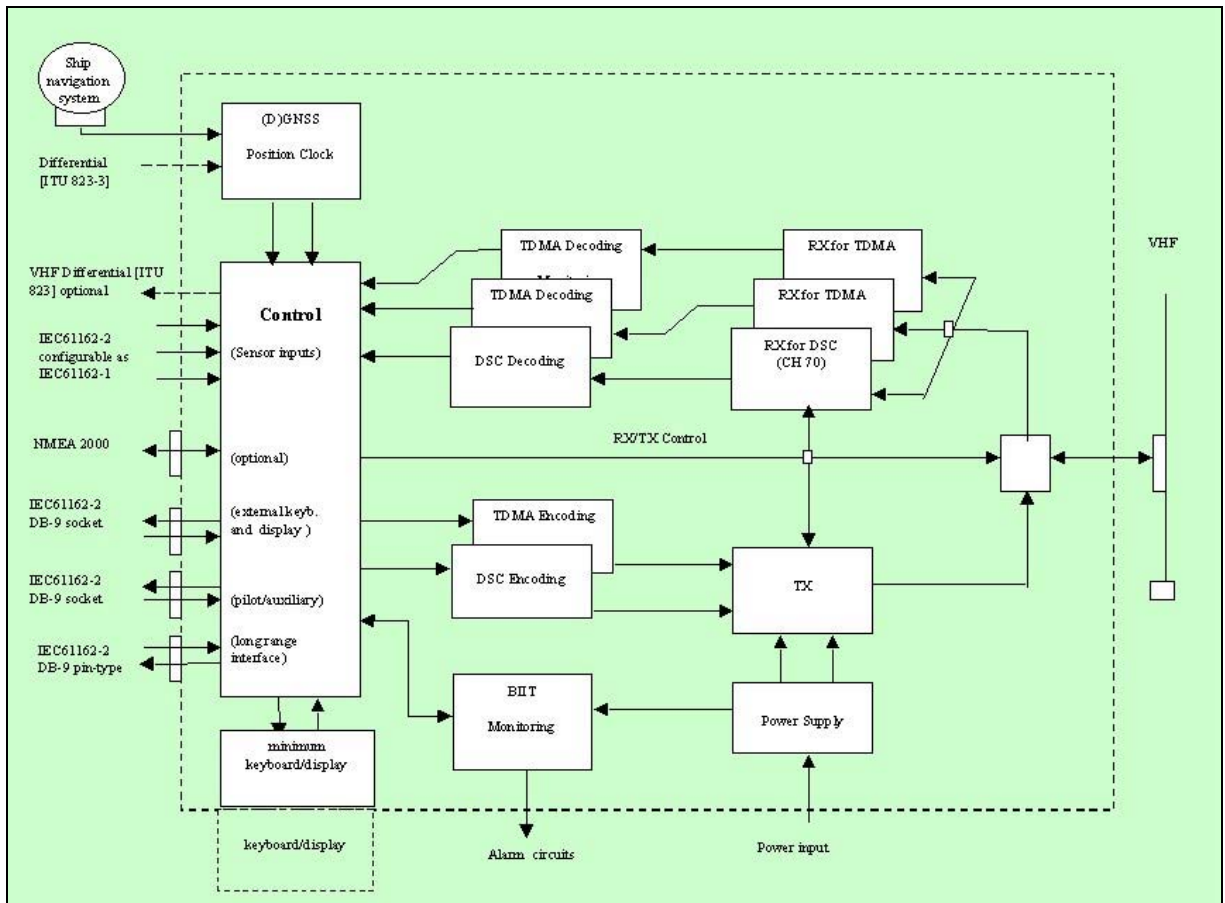 Ship
navigation
system
(D)GNSS
Position Clock
Differential
[ITU 823-3]
VHF Differential [ITU
823] optional
IEC61162-2
configurable as
IEC61162-1
NMEA 2000
IEC61162-2
DB-9 socket
IEC61162-2
DB-9 socket
IEC61162-2
DB-9 pin-type
Control
(Sensor inputs)
(optional)
(external keyb.
and display )
(pilot/auxiliary)
(long range
interface)
TDMA Decoding
TDMA Decoding
DSC Decoding
RX for TDMA
RX for TDMA
RX for DSC
(CH 70)
VHF
RX/TX Control
TDMA Encoding
DSC Encoding
TX
BIIT
Monitoring
Power Supply
minimum
keyboard/display
keyboard/display
Alarm circuits
Power input